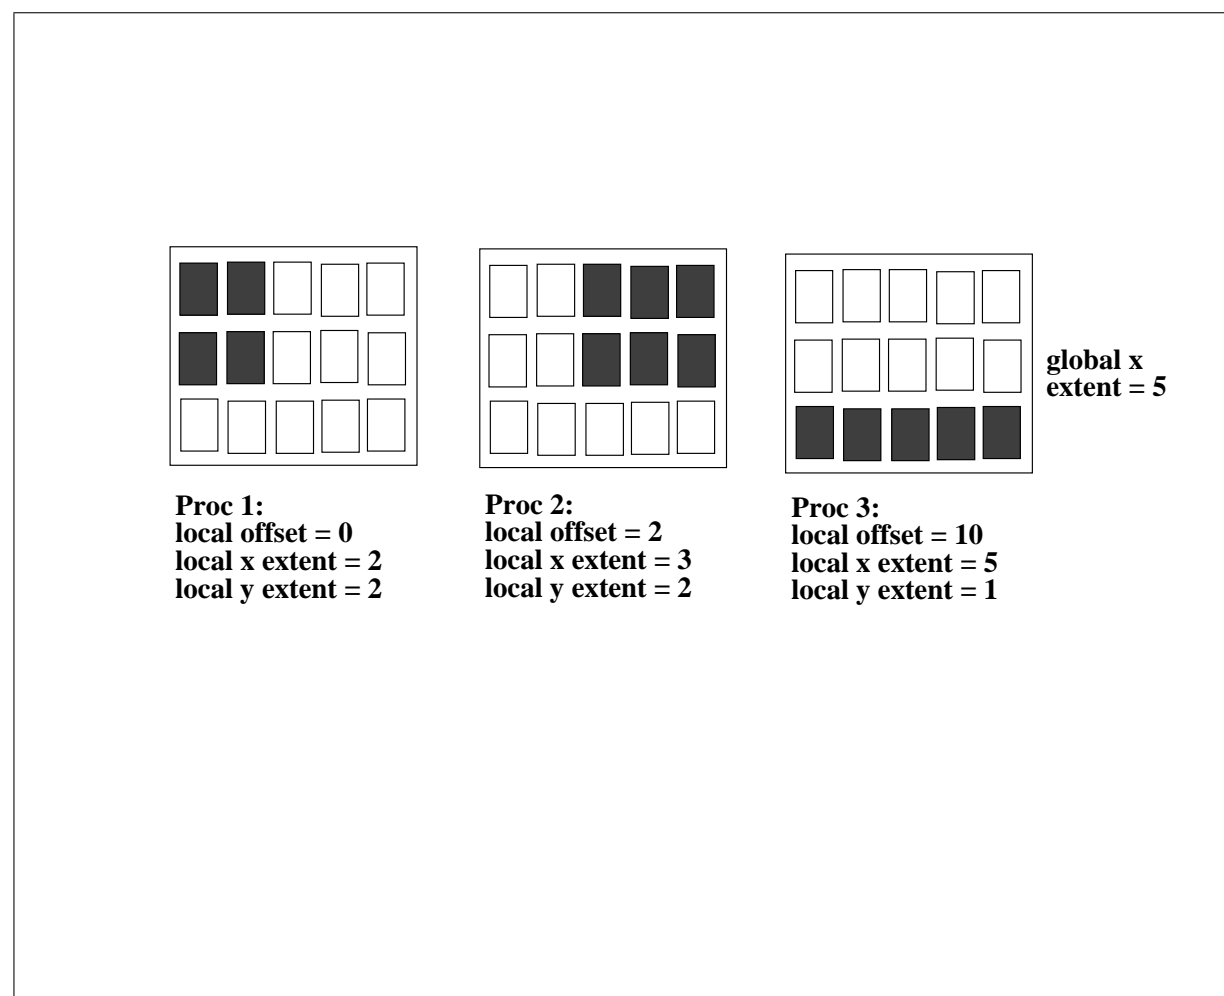 global x
extent = 5
Proc 1:
local offset = 0
local x extent = 2
local y extent = 2
Proc 2:
local offset = 2
local x extent = 3
local y extent = 2
Proc 3:
local offset = 10
local x extent = 5
local y extent = 1